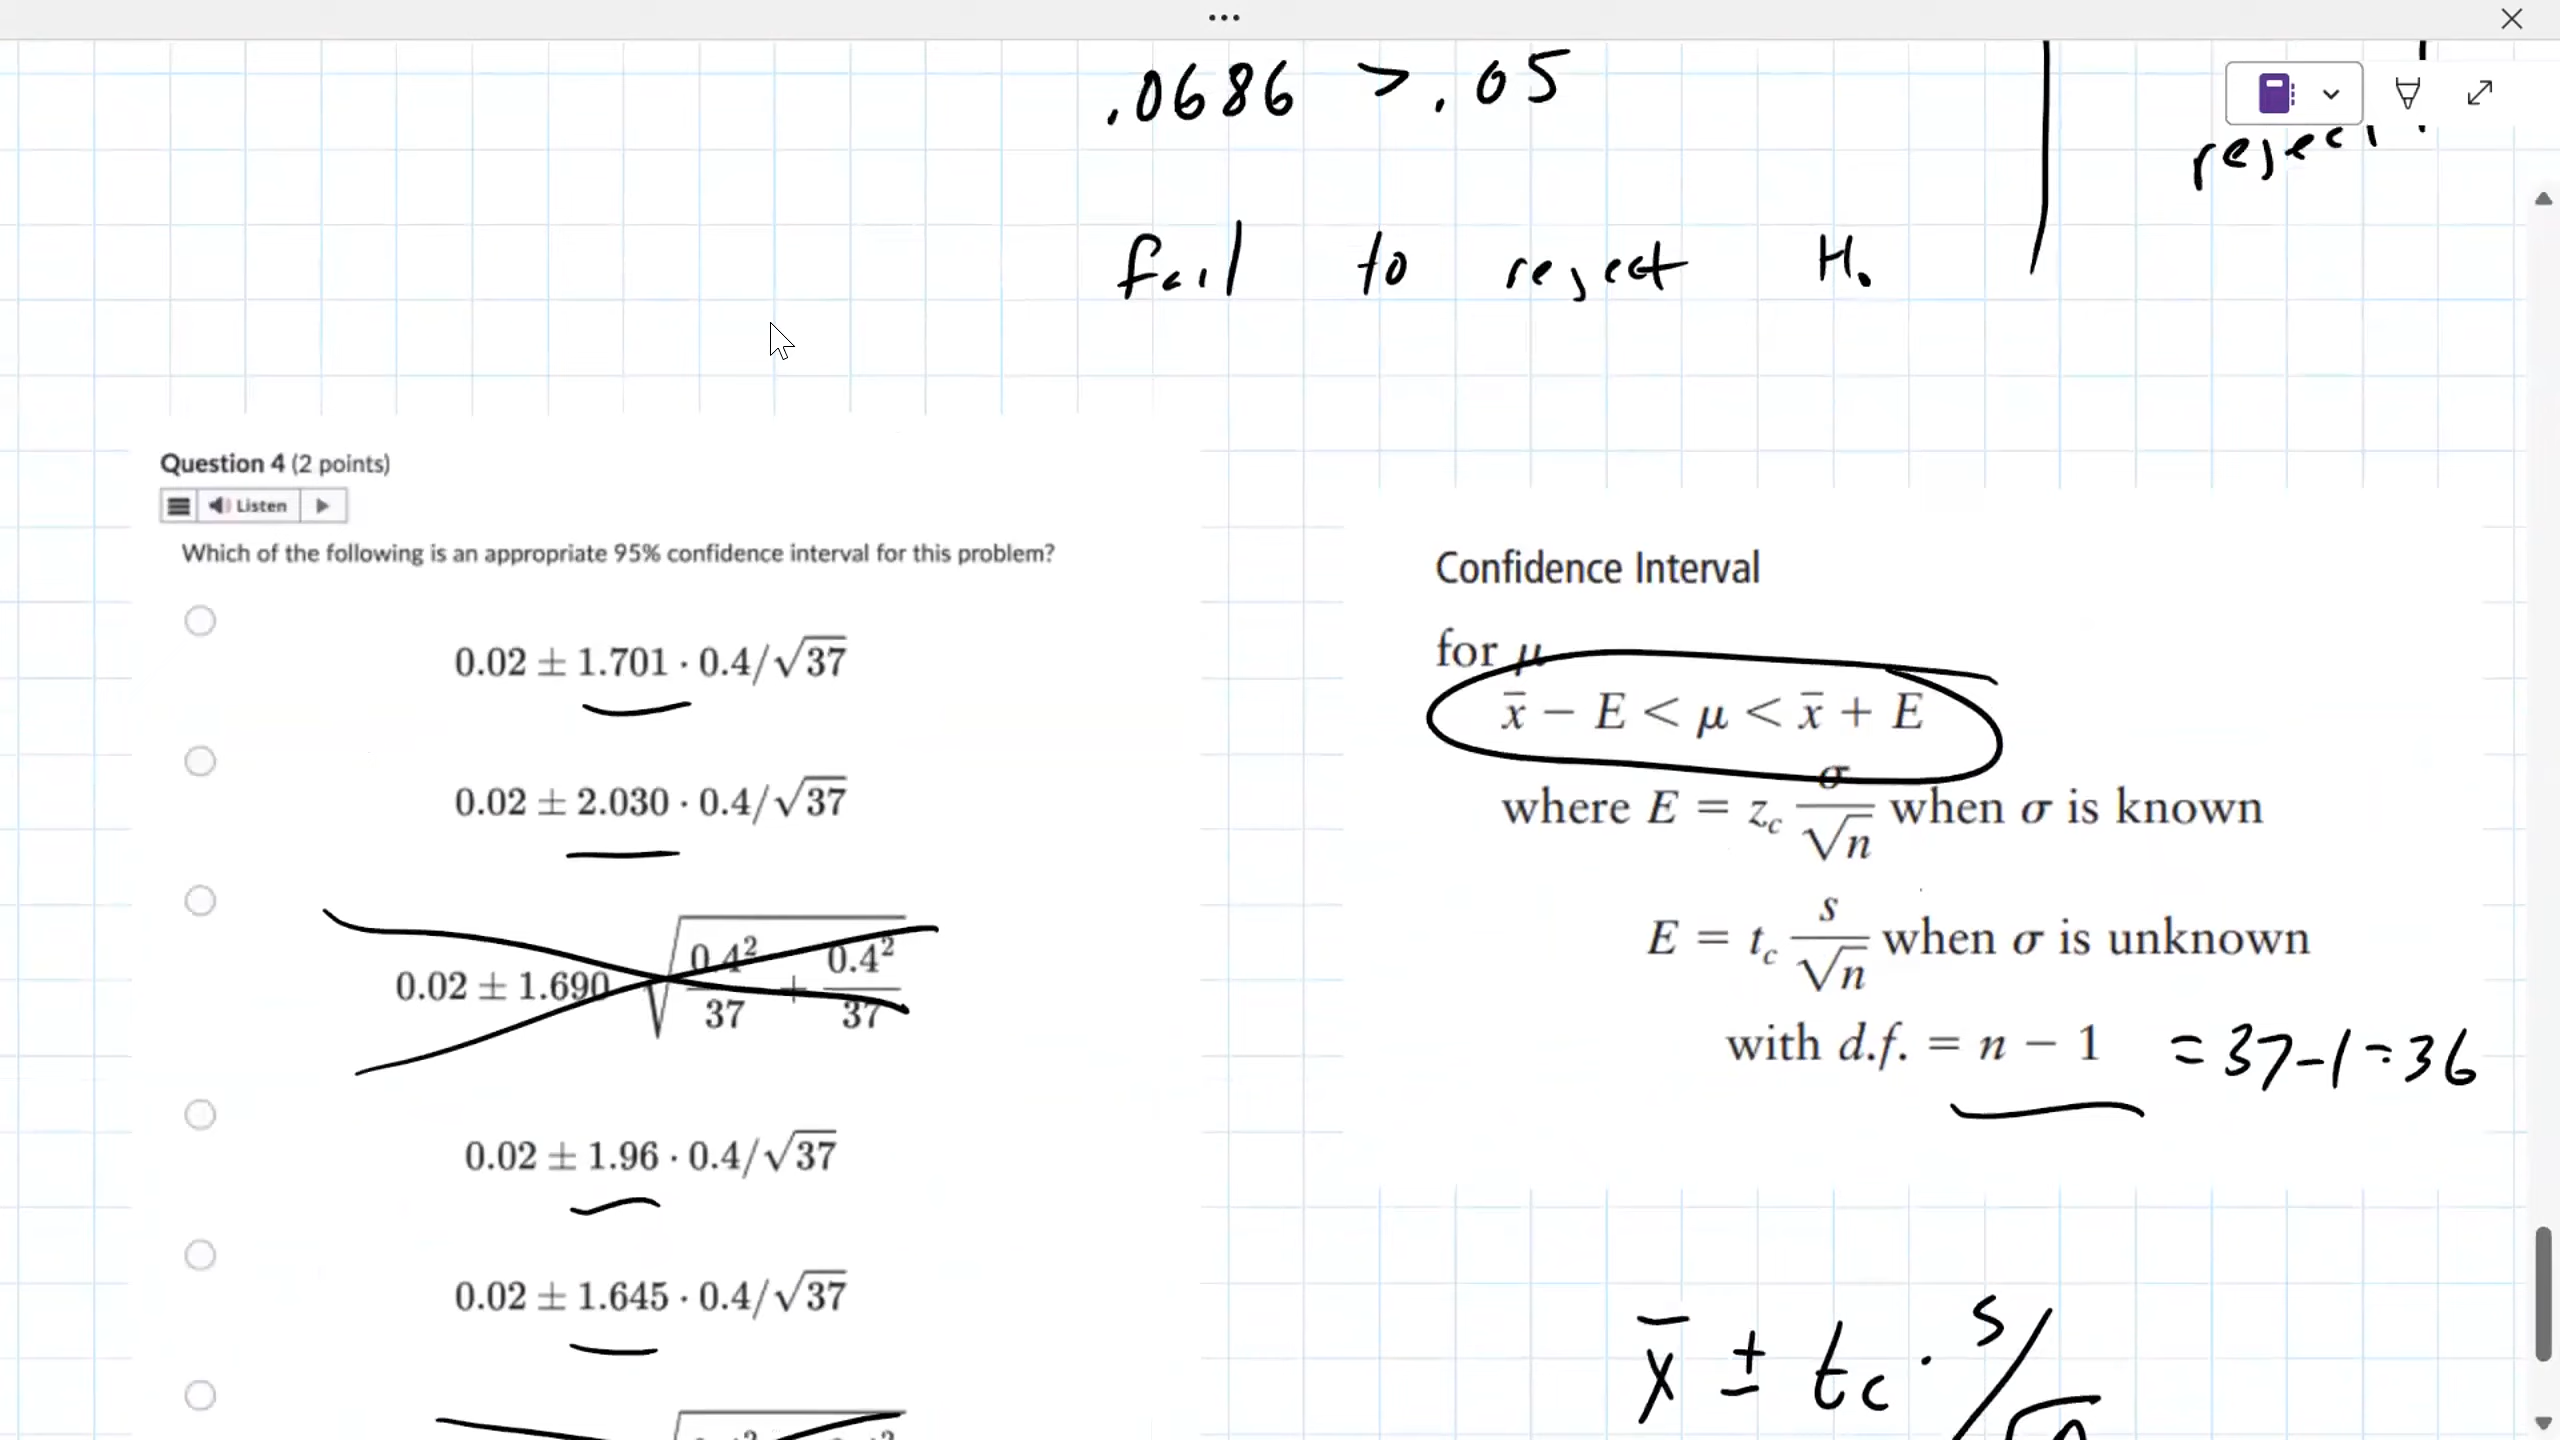 .0686 > .05
reject
fail to reject H₀
Question 4 (2 points)
Listen
Which of the following is an appropriate 95% confidence interval for this problem?
0.02 ± 1.701 · 0.4/√37
0.02 ± 2.030 · 0.4/√37
0.02 ± 1.690 √(0.4²/37 + 0.4²/37)
0.02 ± 1.96 · 0.4/√37
0.02 ± 1.645 · 0.4/√37
Confidence Interval
for μ
x̄ − E < μ < x̄ + E
where E = z_c σ/√n when σ is known
E = t_c s/√n when σ is unknown
with d.f. = n − 1 = 37-1 = 36
x̄ ± t_c · s/√n